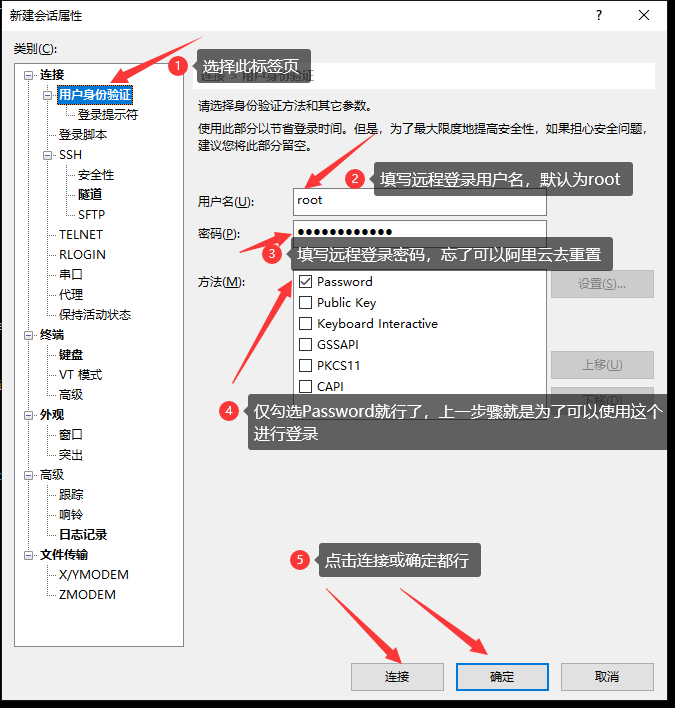 新建会话属性
?
类别(C):
连接
用户身份验证
登录提示符
登录脚本
SSH
安全性
隧道
SFTP
TELNET
RLOGIN
串口
代理
保持活动状态
终端
键盘
VT 模式
高级
外观
窗口
突出
高级
跟踪
响铃
日志记录
文件传输
X/YMODEM
ZMODEM
1 选择此标签页
连接 > 用户身份验证
请选择身份验证方法和其它参数。
使用此部分以节省登录时间。但是，为了最大限度地提高安全性，如果担心安全问题，
建议您将此部分留空。
2 填写远程登录用户名，默认为root
用户名(U):
root
密码(P):
●●●●●●●●●●●●
3 填写远程登录密码，忘了可以阿里云去重置
方法(M):
Password
设置(S)...
Public Key
Keyboard Interactive
GSSAPI
PKCS11
上移(U)
CAPI
下移(D)
4 仅勾选Password就行了，上一步骤就是为了可以使用这个
进行登录
5 点击连接或确定都行
连接
确定
取消